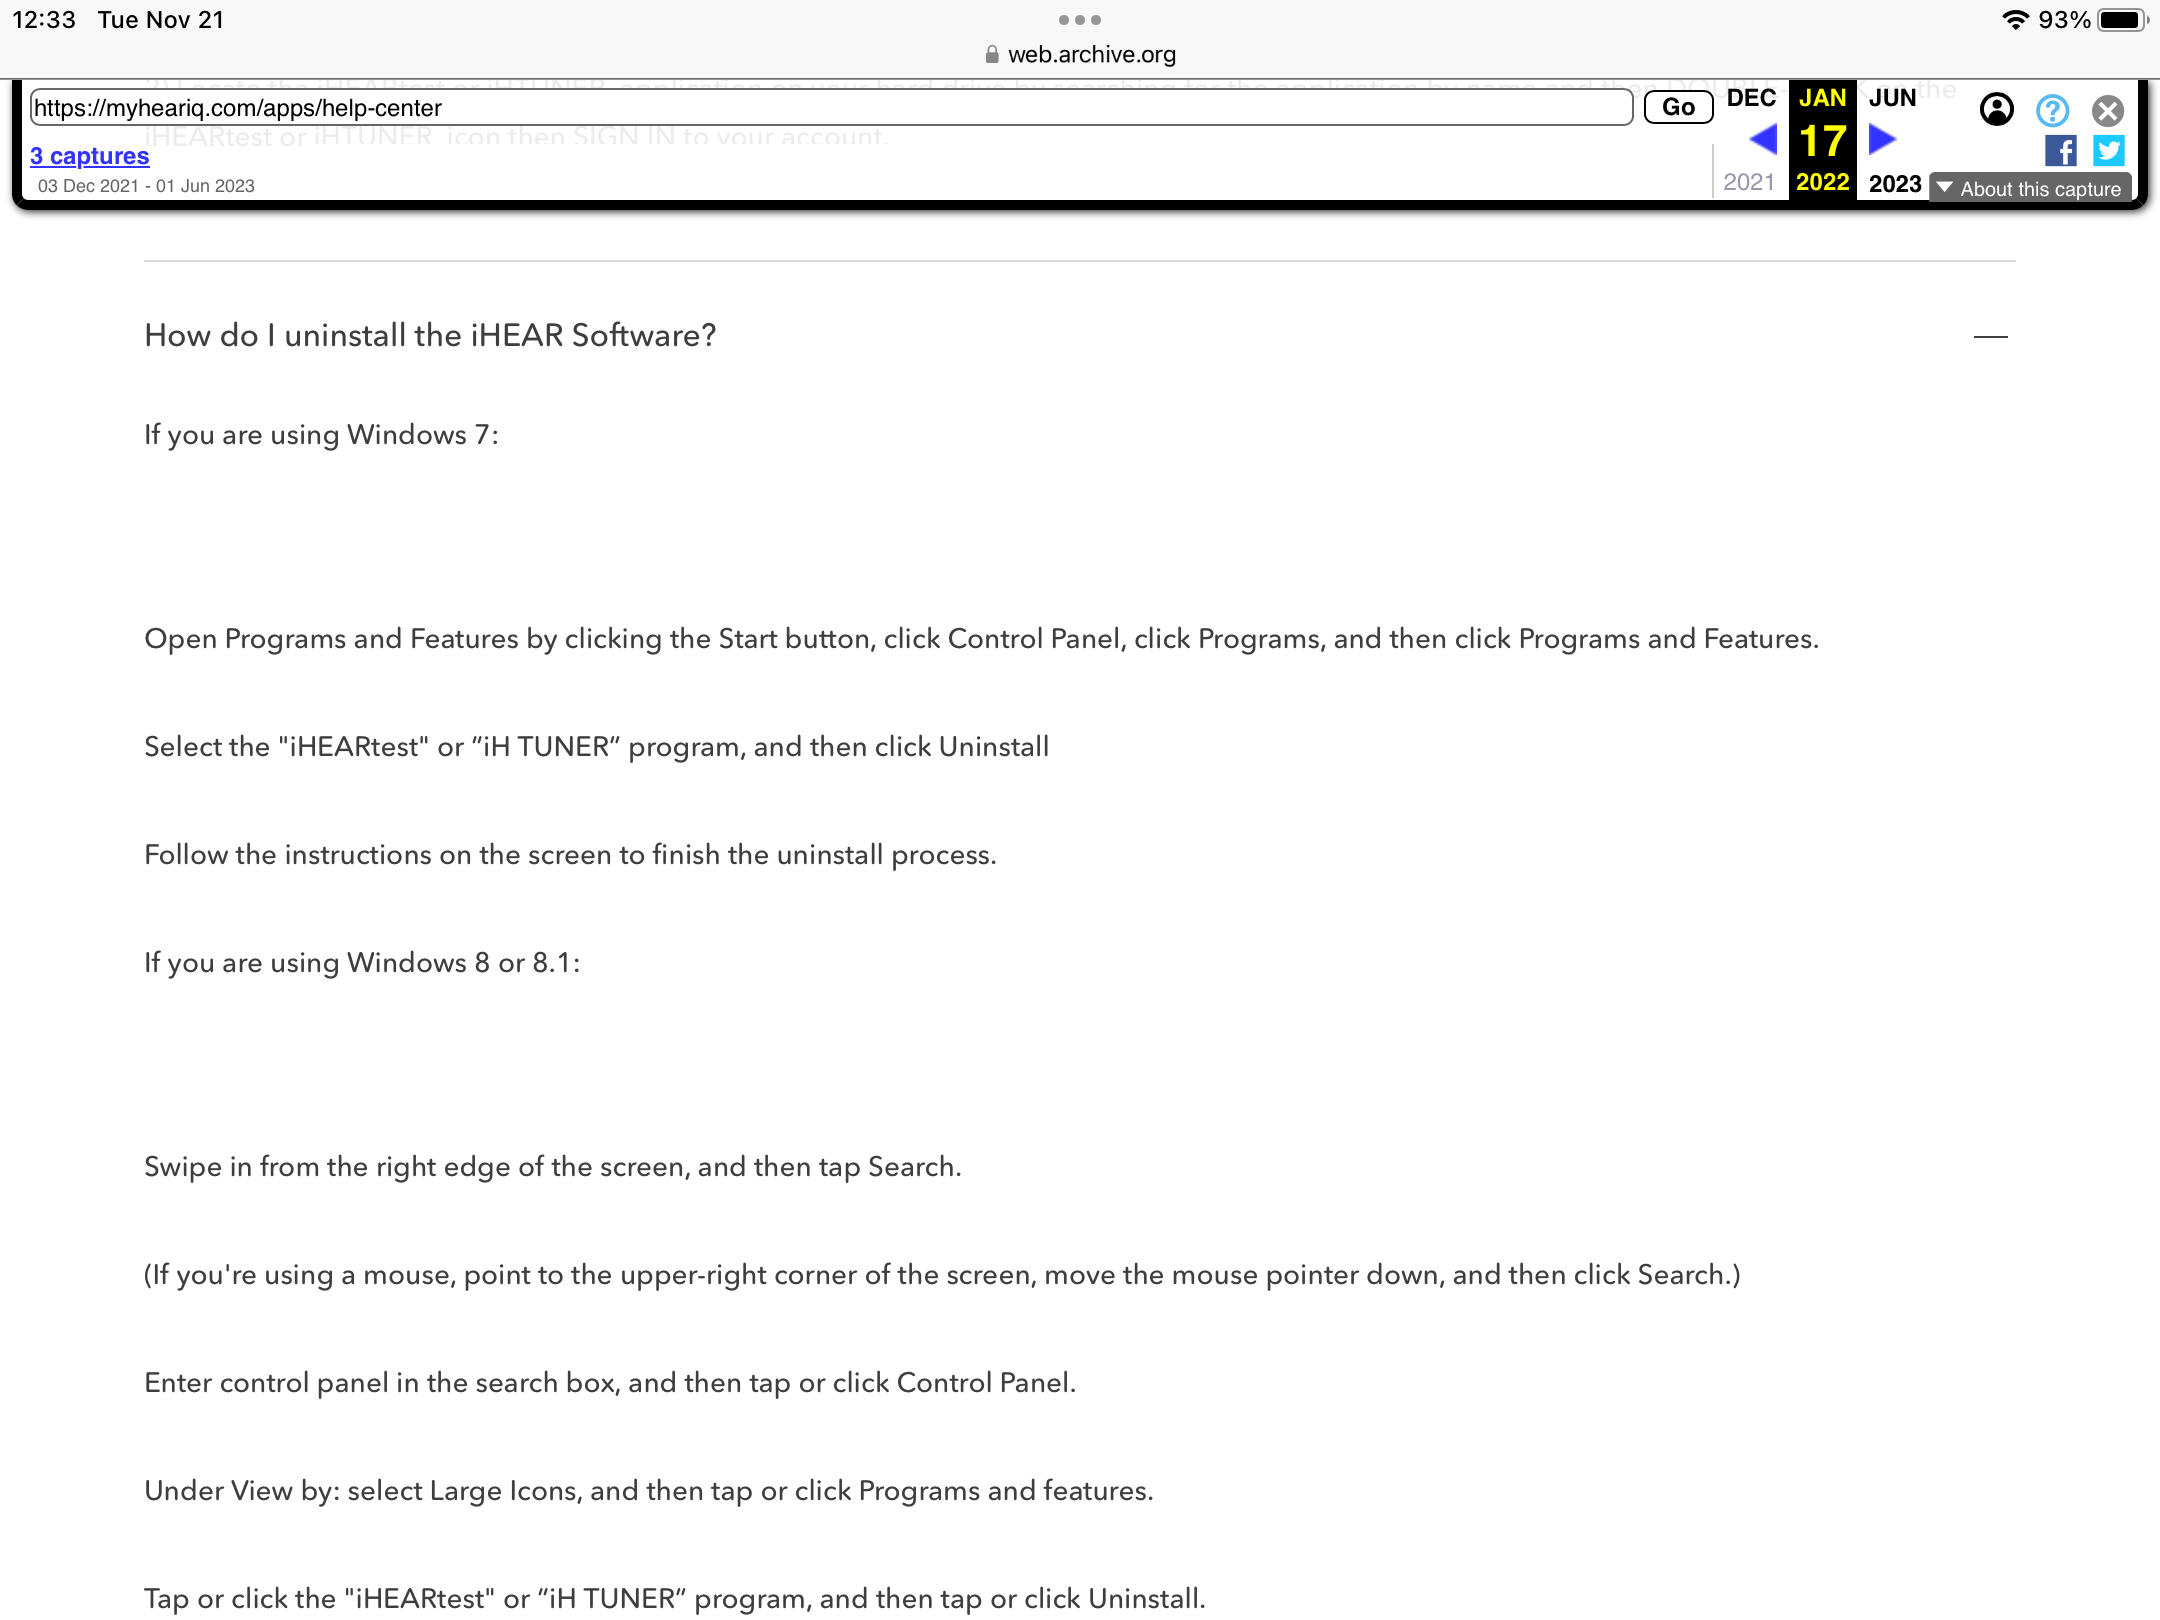 12:33 Tue Nov 21
93%
web.archive.org
https://myheariq.com/apps/help-center
Go
DEC JAN JUN
17
2021 2022 2023
3 captures
03 Dec 2021 - 01 Jun 2023
About this capture
iHEARtest or iHTUNER icon then SIGN IN to your account.
How do I uninstall the iHEAR Software?
If you are using Windows 7:
Open Programs and Features by clicking the Start button, click Control Panel, click Programs, and then click Programs and Features.
Select the "iHEARtest" or “iH TUNER” program, and then click Uninstall
Follow the instructions on the screen to finish the uninstall process.
If you are using Windows 8 or 8.1:
Swipe in from the right edge of the screen, and then tap Search.
(If you're using a mouse, point to the upper-right corner of the screen, move the mouse pointer down, and then click Search.)
Enter control panel in the search box, and then tap or click Control Panel.
Under View by: select Large Icons, and then tap or click Programs and features.
Tap or click the "iHEARtest" or “iH TUNER” program, and then tap or click Uninstall.